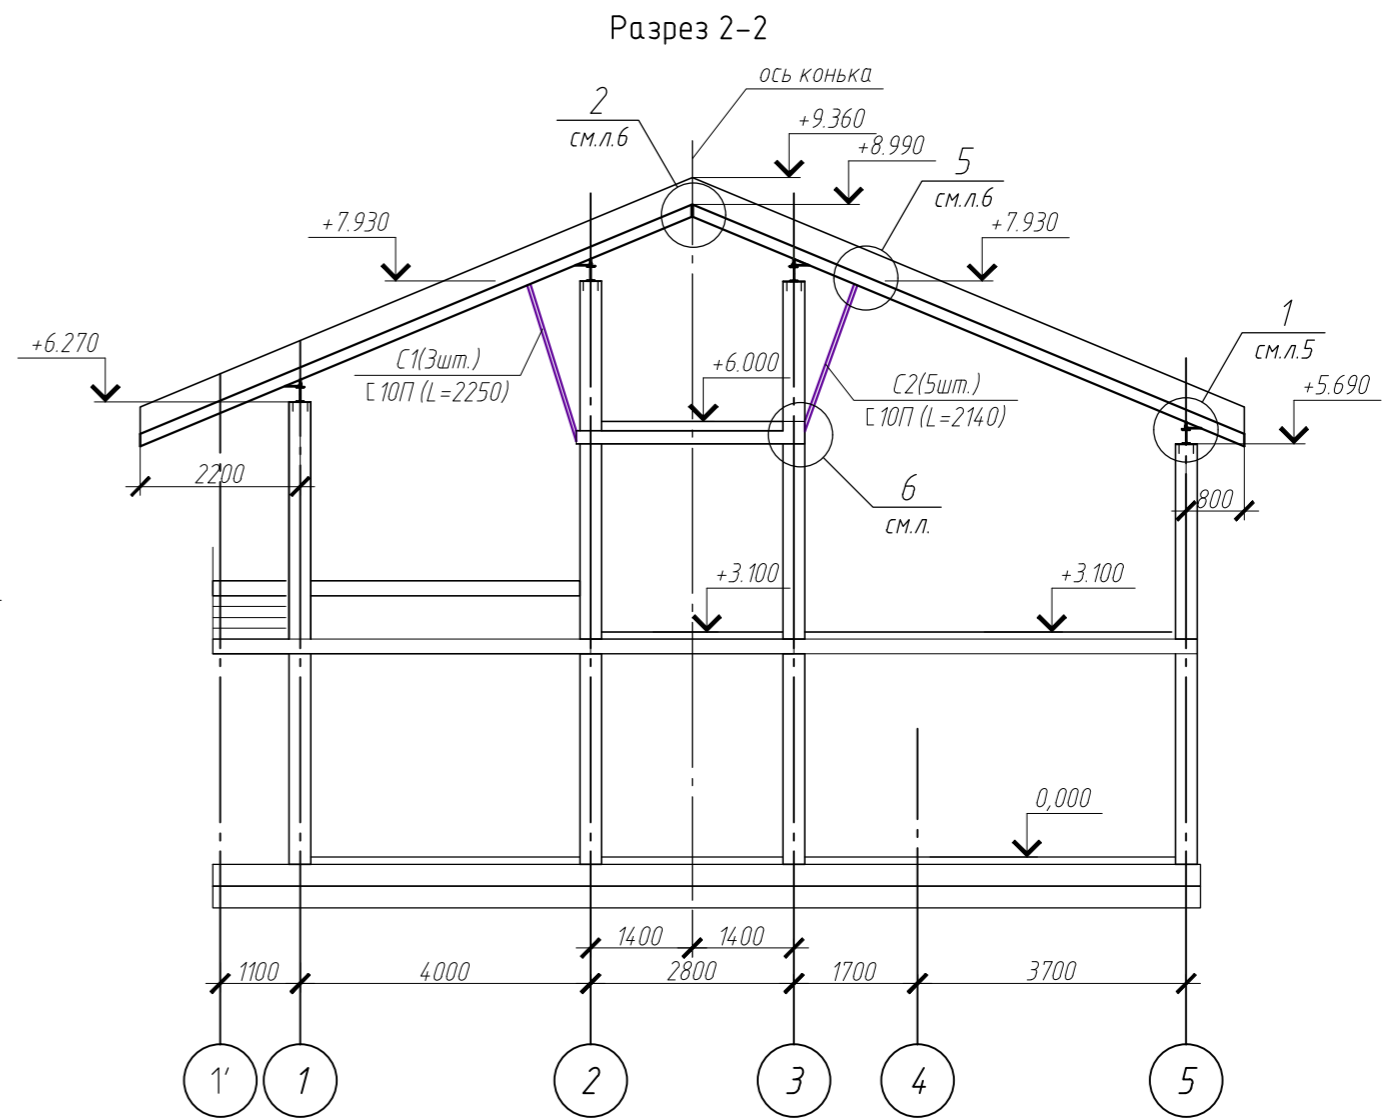 Разрез 2-2
ось конька
2
см.л.6
+9.360
+8.990
5
см.л.6
+7.930
+7.930
+6.270
1
см.л.5
С1(3шт.)
[ 10П (L=2250)
+6.000
С2(5шт.)
[ 10П (L=2140)
+5.690
2200
6
см.л.
800
+3.100
+3.100
0,000
1400
1400
1100
4000
2800
1700
3700
1'
1
2
3
4
5